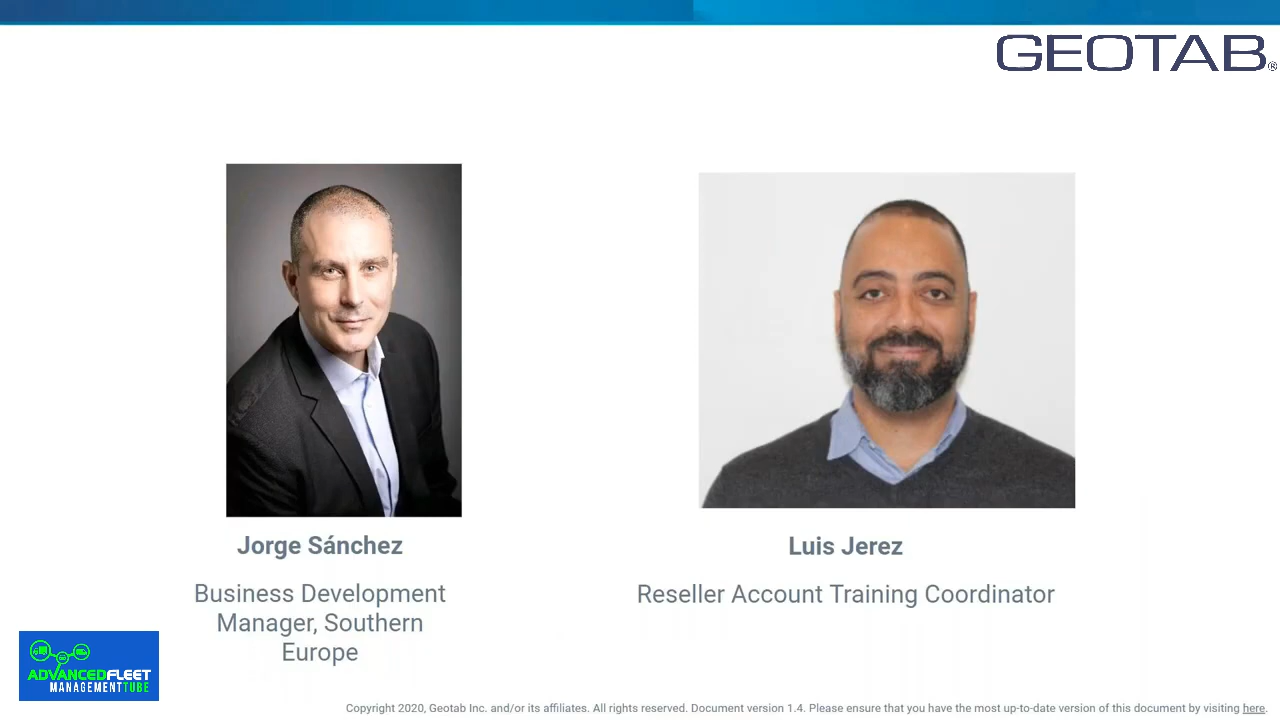 GEOTAB®
Jorge Sánchez
Luis Jerez
Business Development
Manager, Southern
Europe
Reseller Account Training Coordinator
ADVANCEDFLEET
MANAGEMENTTUBE
Copyright 2020, Geotab Inc. and/or its affiliates. All rights reserved. Document version 1.4. Please ensure that you have the most up-to-date version of this document by visiting here.